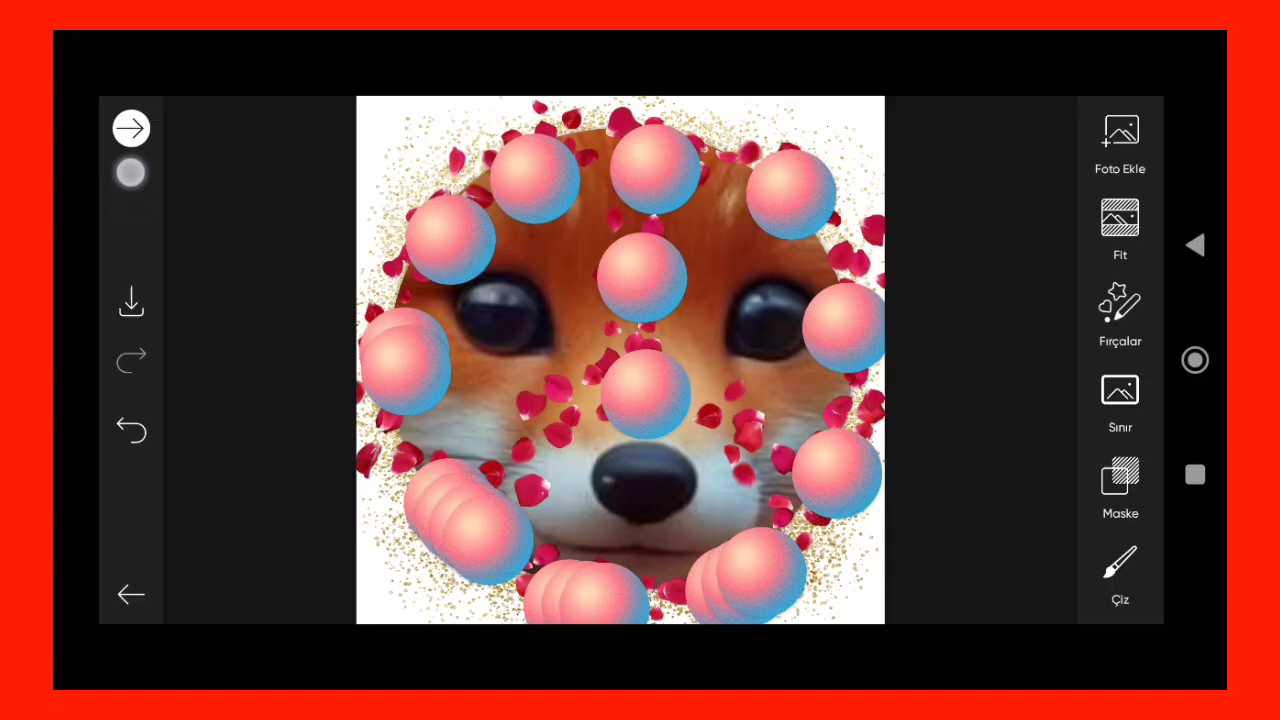 Foto Ekle
Fit
Fırçalar
Sınır
Maske
Çiz